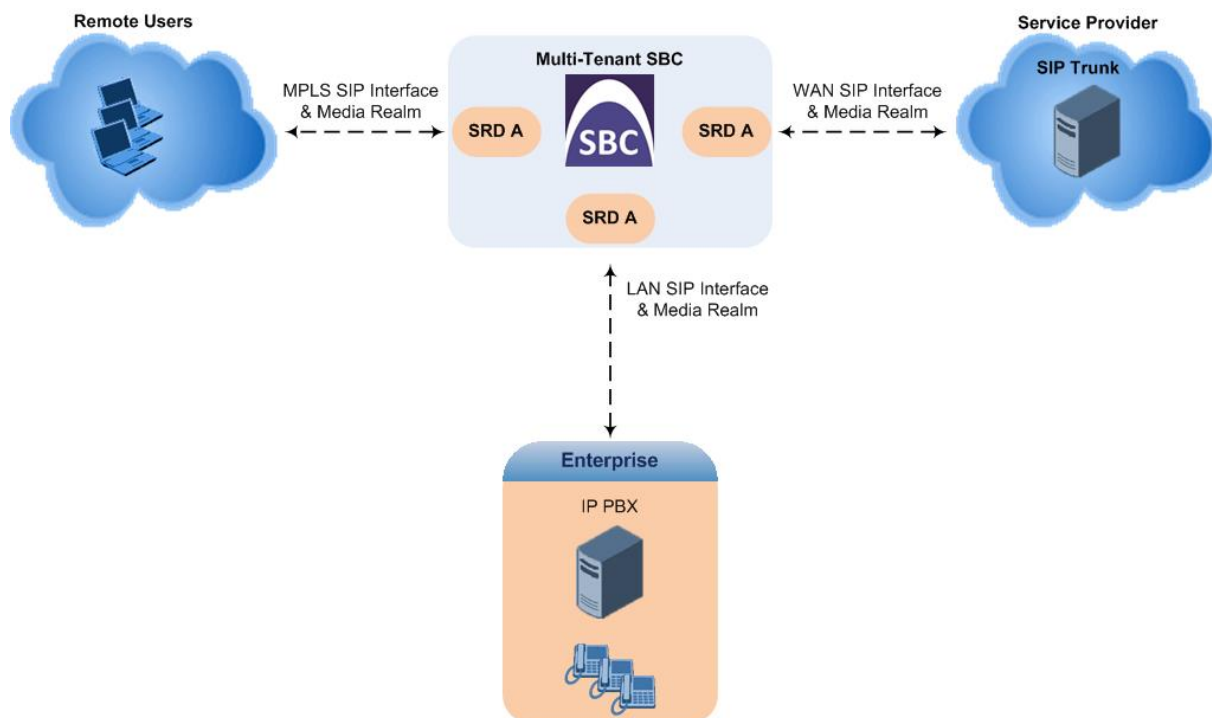 Remote Users
Service Provider
Multi-Tenant SBC
SIP Trunk
MPLS SIP Interface
& Media Realm
WAN SIP Interface
& Media Realm
SRD A
SBC
SRD A
SRD A
LAN SIP Interface
& Media Realm
Enterprise
IP PBX